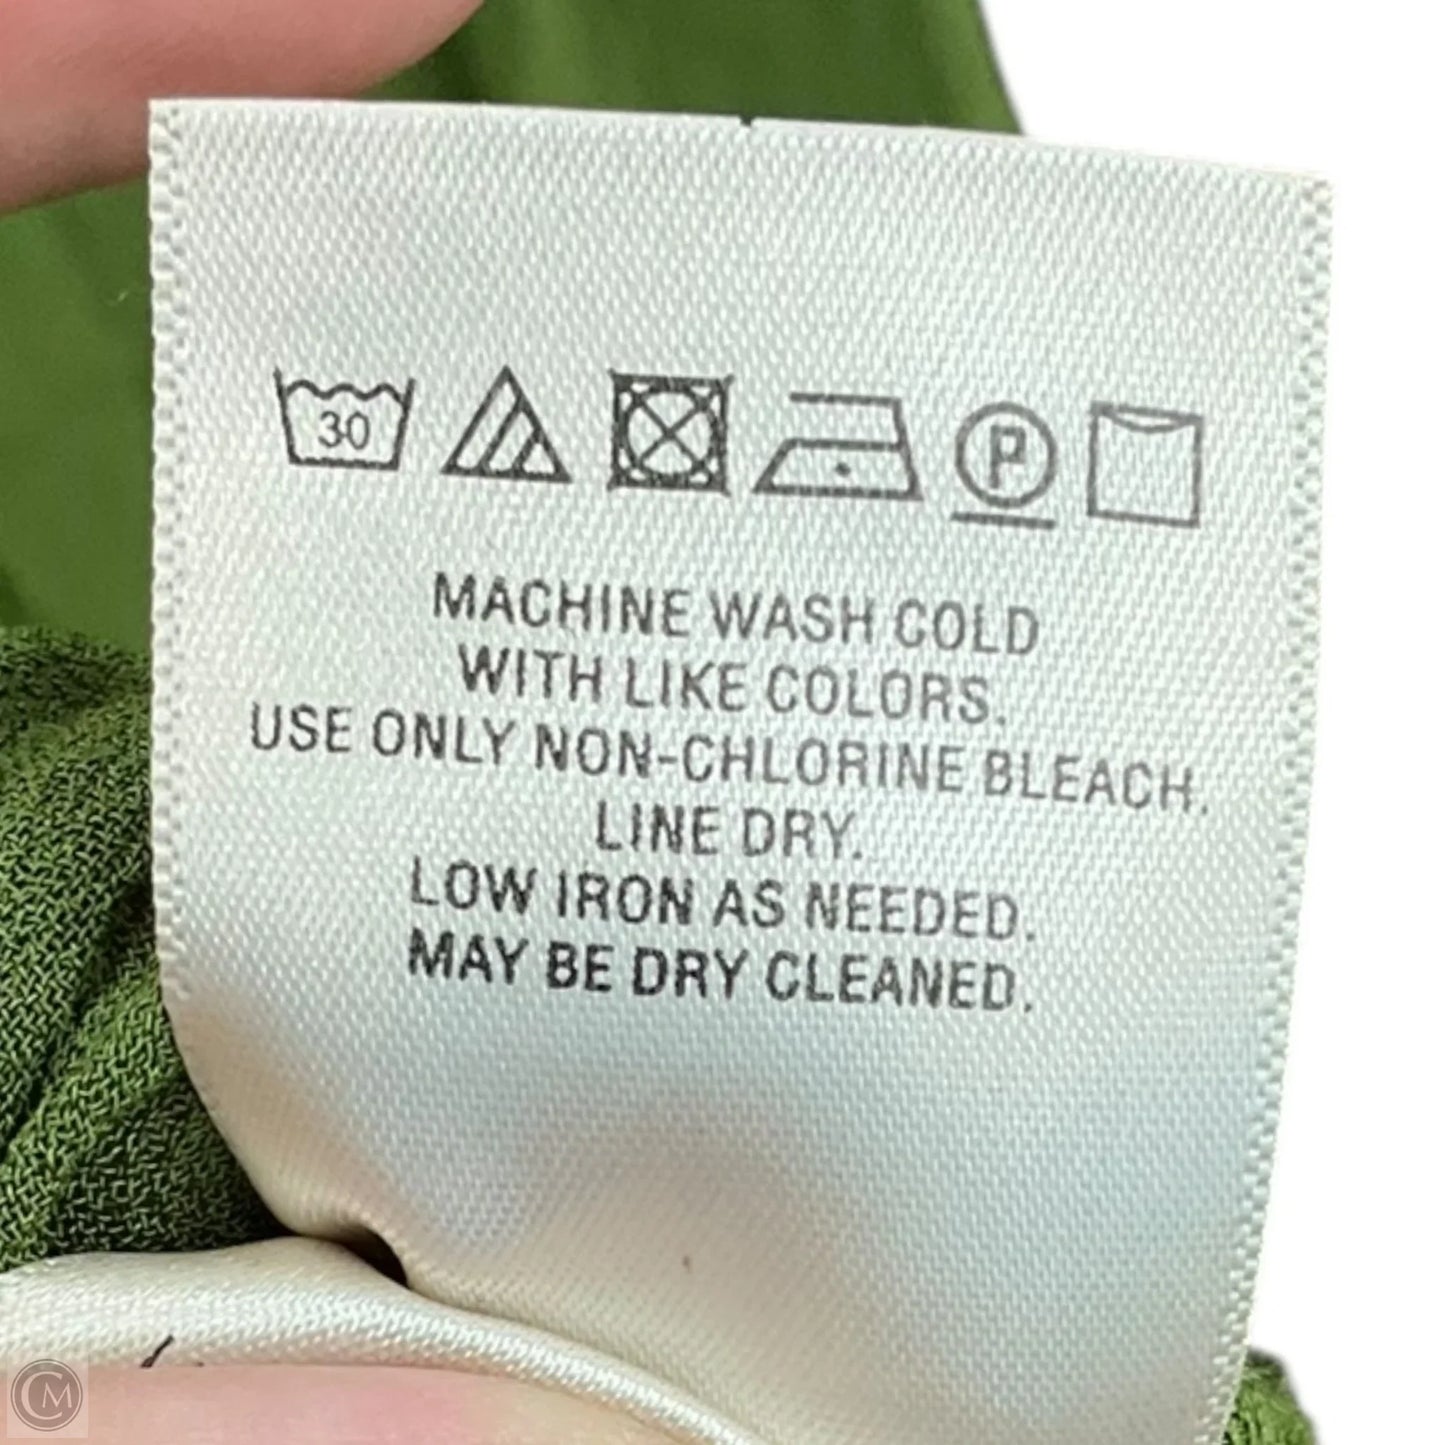 30
P
MACHINE WASH COLD
WITH LIKE COLORS.
USE ONLY NON-CHLORINE BLEACH.
LINE DRY.
LOW IRON AS NEEDED.
MAY BE DRY CLEANED.
CM